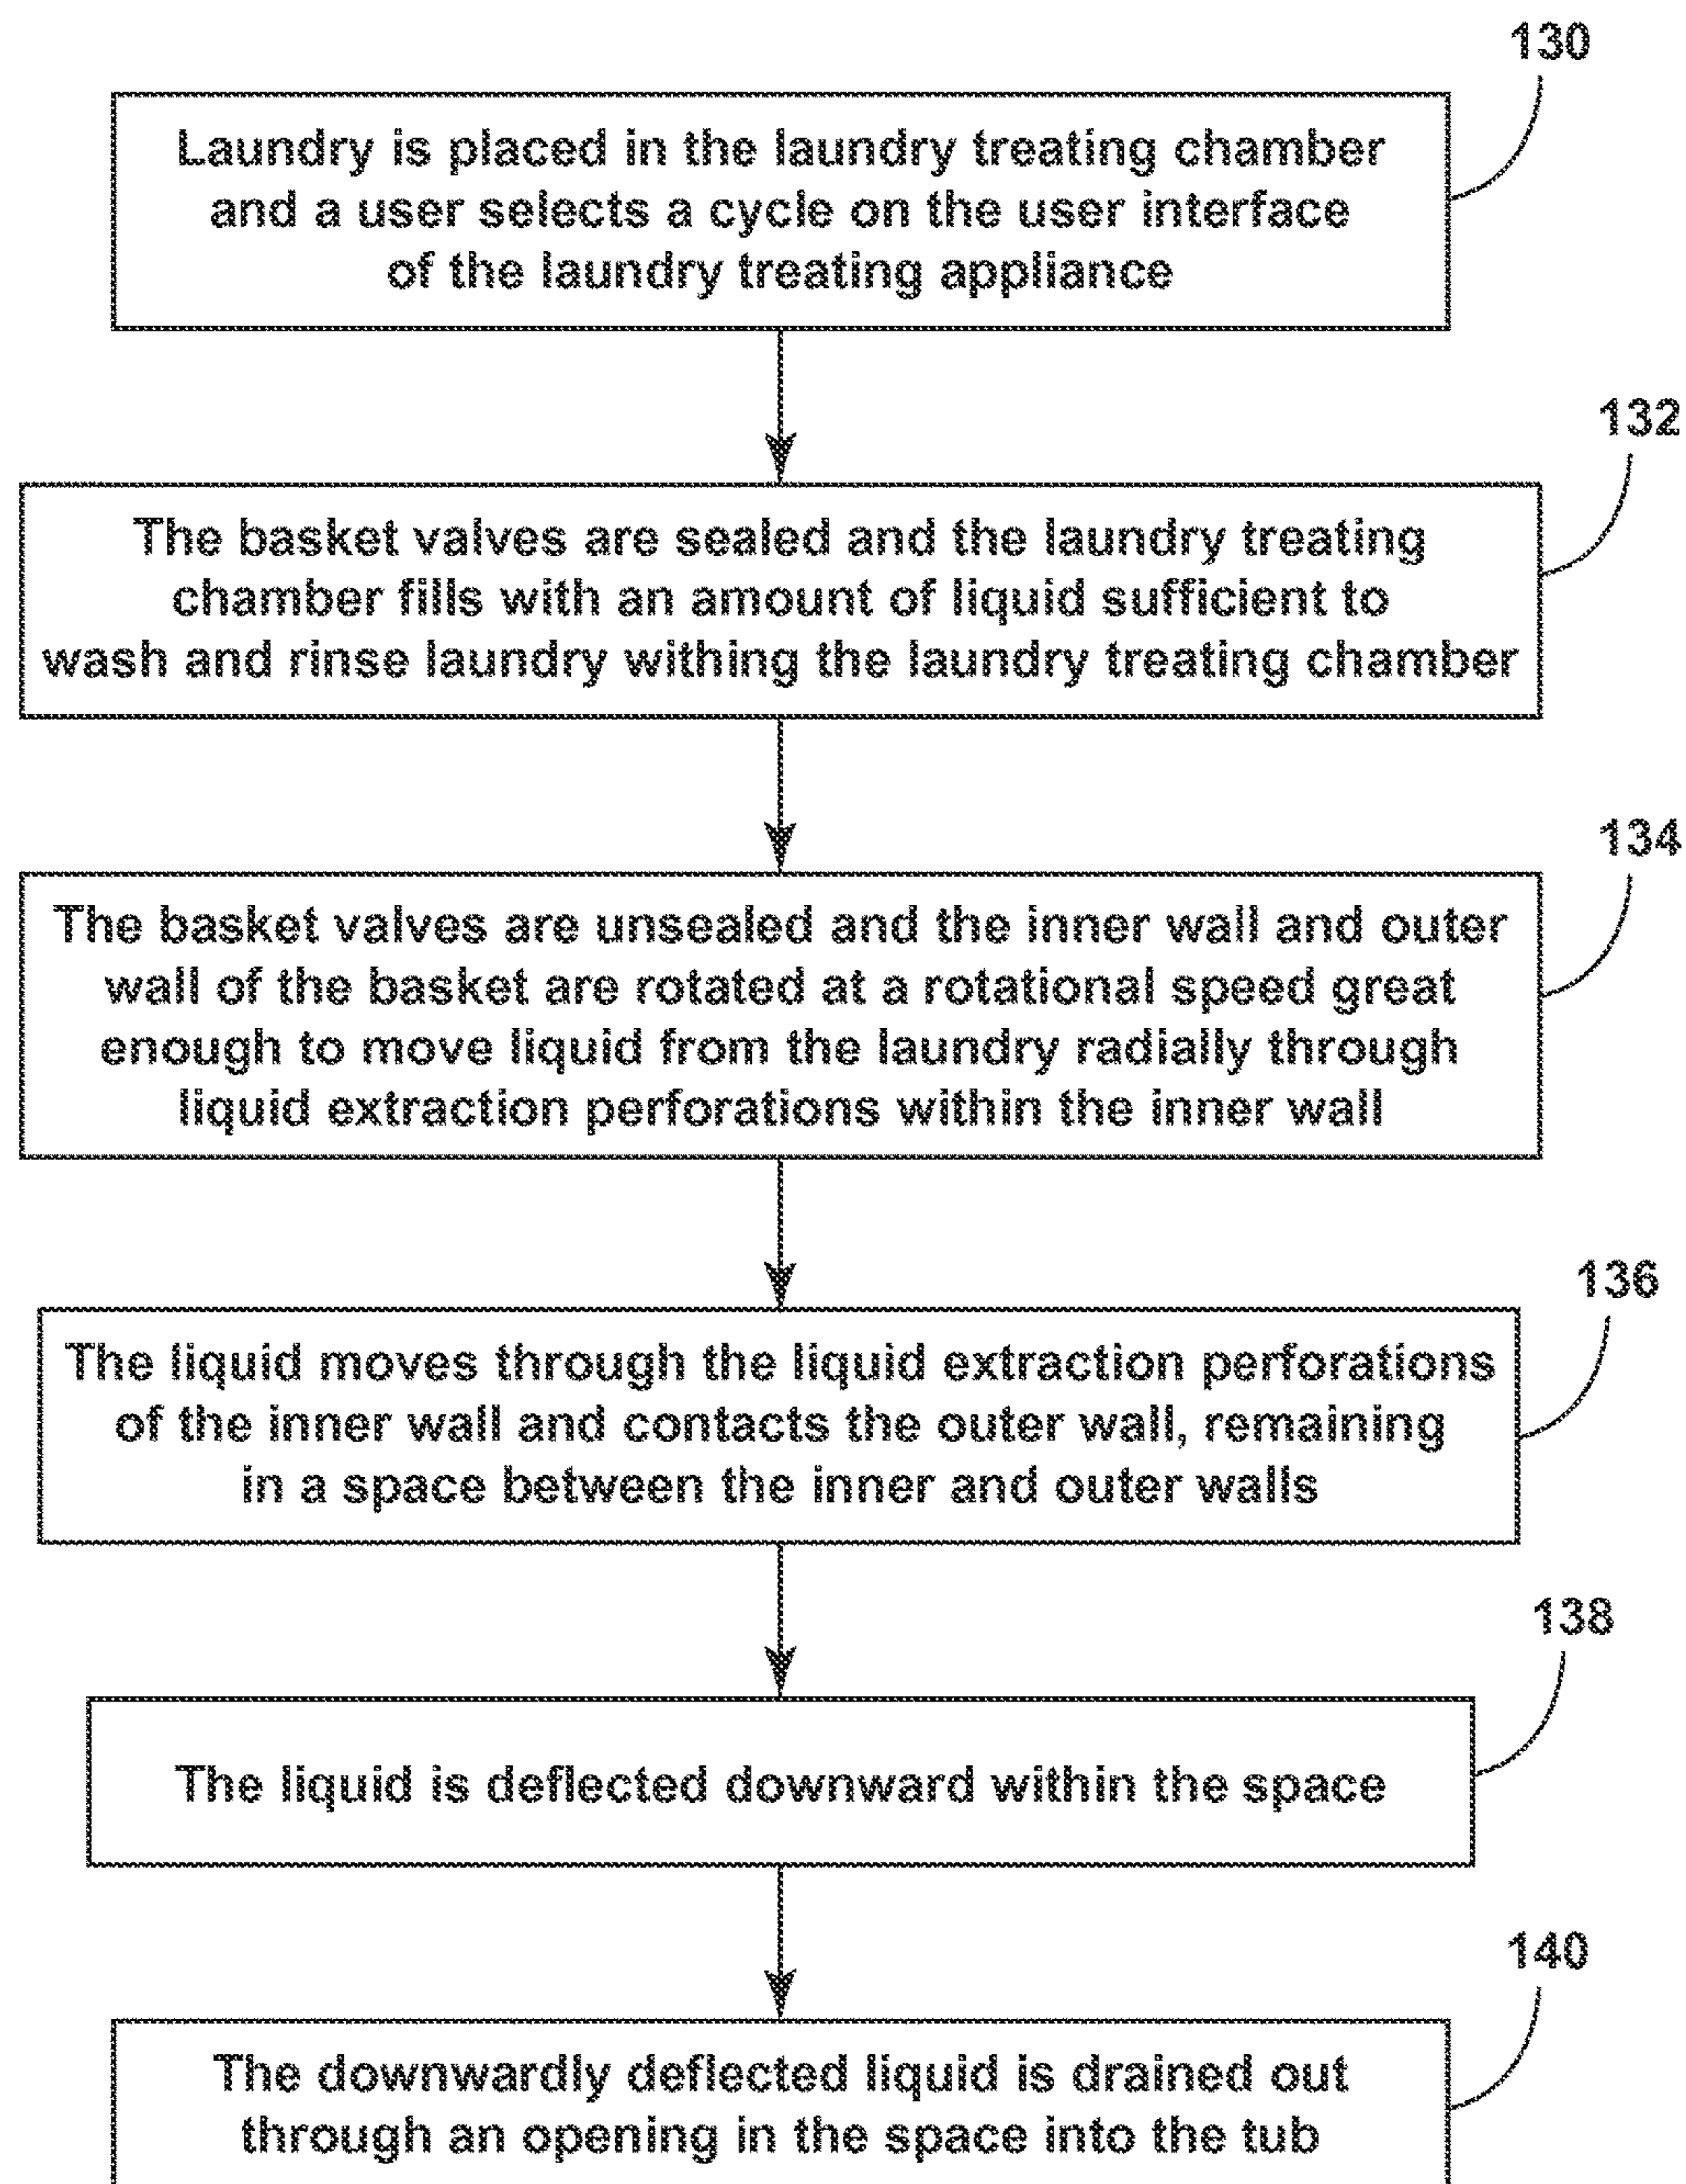 130
Laundry is placed in the laundry treating chamber
and a user selects a cycle on the user interface
of the laundry treating appliance
132
The basket valves are sealed and the laundry treating
chamber fills with an amount of liquid sufficient to
wash and rinse laundry withing the laundry treating chamber
134
The basket valves are unsealed and the inner wall and outer
wall of the basket are rotated at a rotational speed great
enough to move liquid from the laundry radially through
liquid extraction perforations within the inner wall
136
The liquid moves through the liquid extraction perforations
of the inner wall and contacts the outer wall, remaining
in a space between the inner and outer walls
138
The liquid is deflected downward within the space
140
The downwardly deflected liquid is drained out
through an opening in the space into the tub